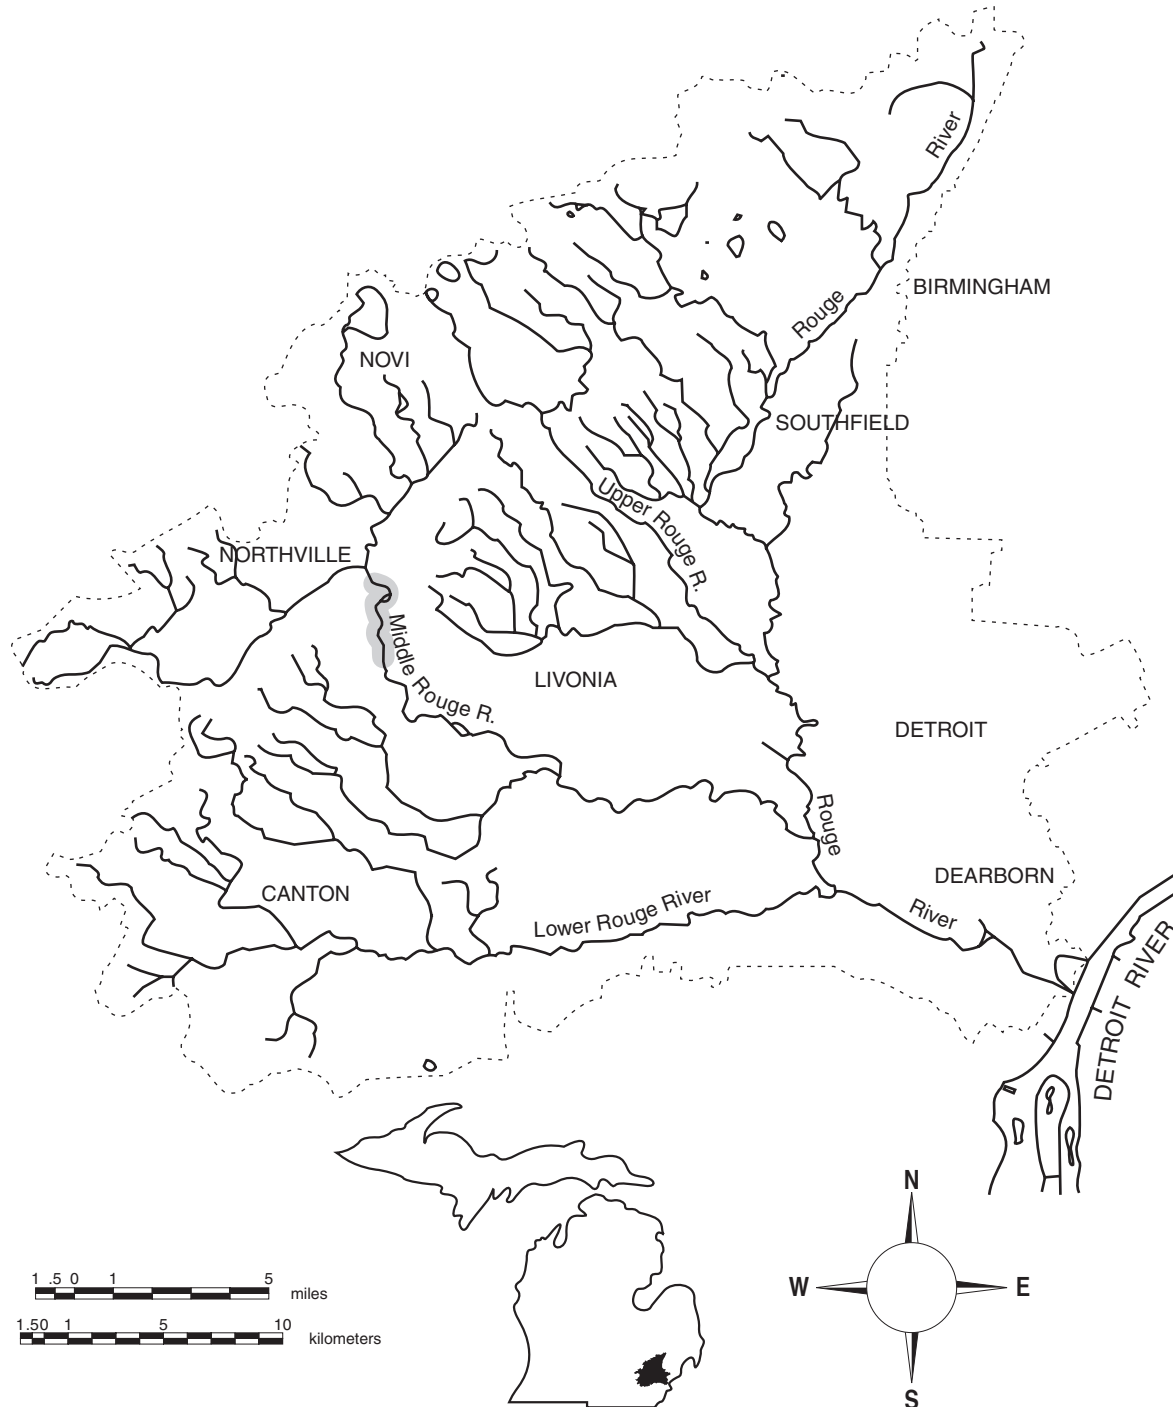 River
BIRMINGHAM
Rouge
NOVI
SOUTHFIELD
Upper Rouge R.
NORTHVILLE
Middle Rouge R.
LIVONIA
DETROIT
Rouge
DEARBORN
CANTON
Lower Rouge River
River
DETROIT RIVER
N
W E
S
1 .5 0 1 5
miles
1 .5 0 1 5 10
kilometers